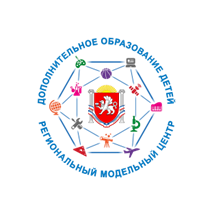 ДОПОЛНИТЕЛЬНОЕ ОБРАЗОВАНИЕ ДЕТЕЙ
РЕГИОНАЛЬНЫЙ МОДЕЛЬНЫЙ ЦЕНТР